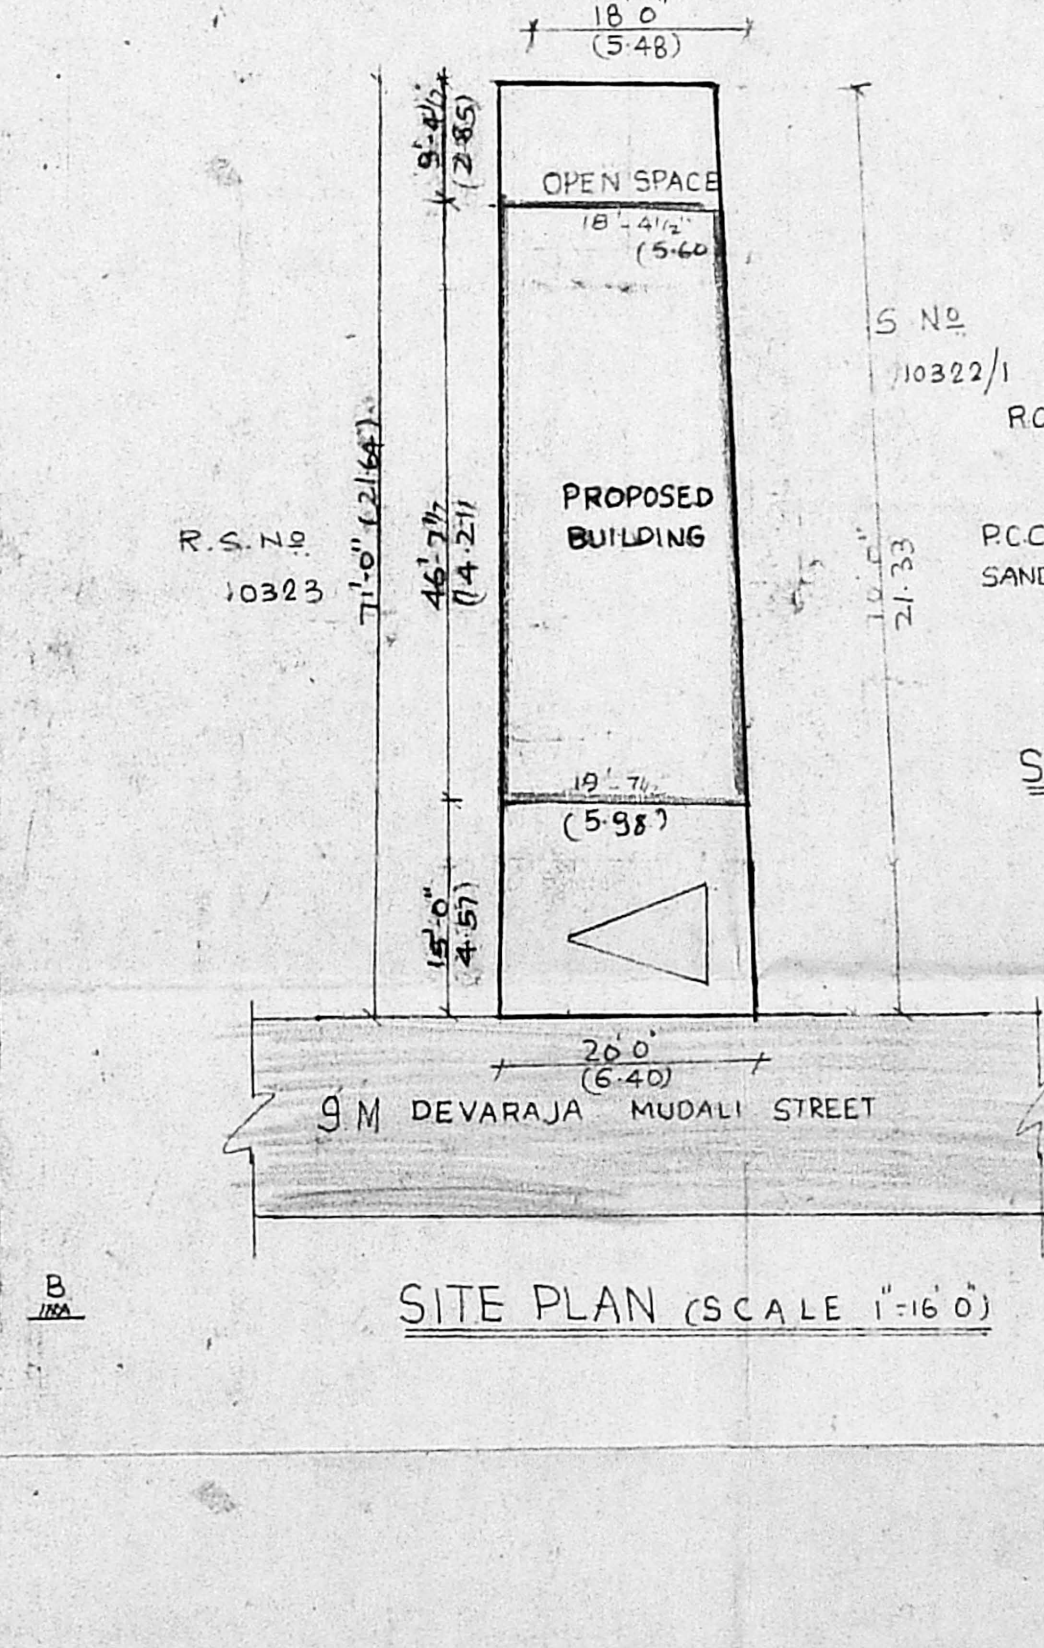 18'0"
(5.48)
9'-4½
(2.85)
OPEN SPACE
18'-4½"
(5.60
S Nº
10322/1
R.C
71'-0" (21.64)
46'-7½
(14.211
PROPOSED
BUILDING
R.S.Nº
10323
21.33
P.C.C
SAND
S
19'-7½
(5.98)
15'-0"
4.57)
20'0"
(6.40)
9M DEVARAJA MUDALI STREET
B
SITE PLAN (SCALE 1"=16'0")